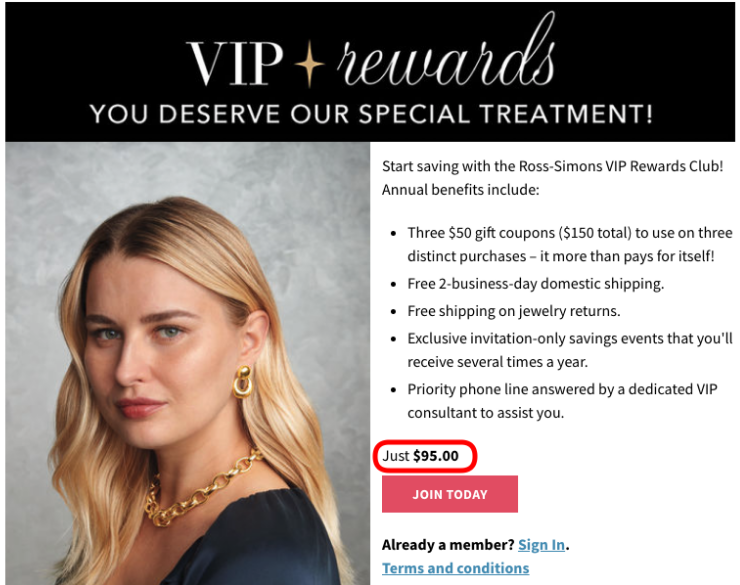 VIP rewards
YOU DESERVE OUR SPECIAL TREATMENT!
Start saving with the Ross-Simons VIP Rewards Club!
Annual benefits include:
• Three $50 gift coupons ($150 total) to use on three
distinct purchases – it more than pays for itself!
• Free 2-business-day domestic shipping.
• Free shipping on jewelry returns.
• Exclusive invitation-only savings events that you'll
receive several times a year.
• Priority phone line answered by a dedicated VIP
consultant to assist you.
Just $95.00
JOIN TODAY
Already a member? Sign In.
Terms and conditions